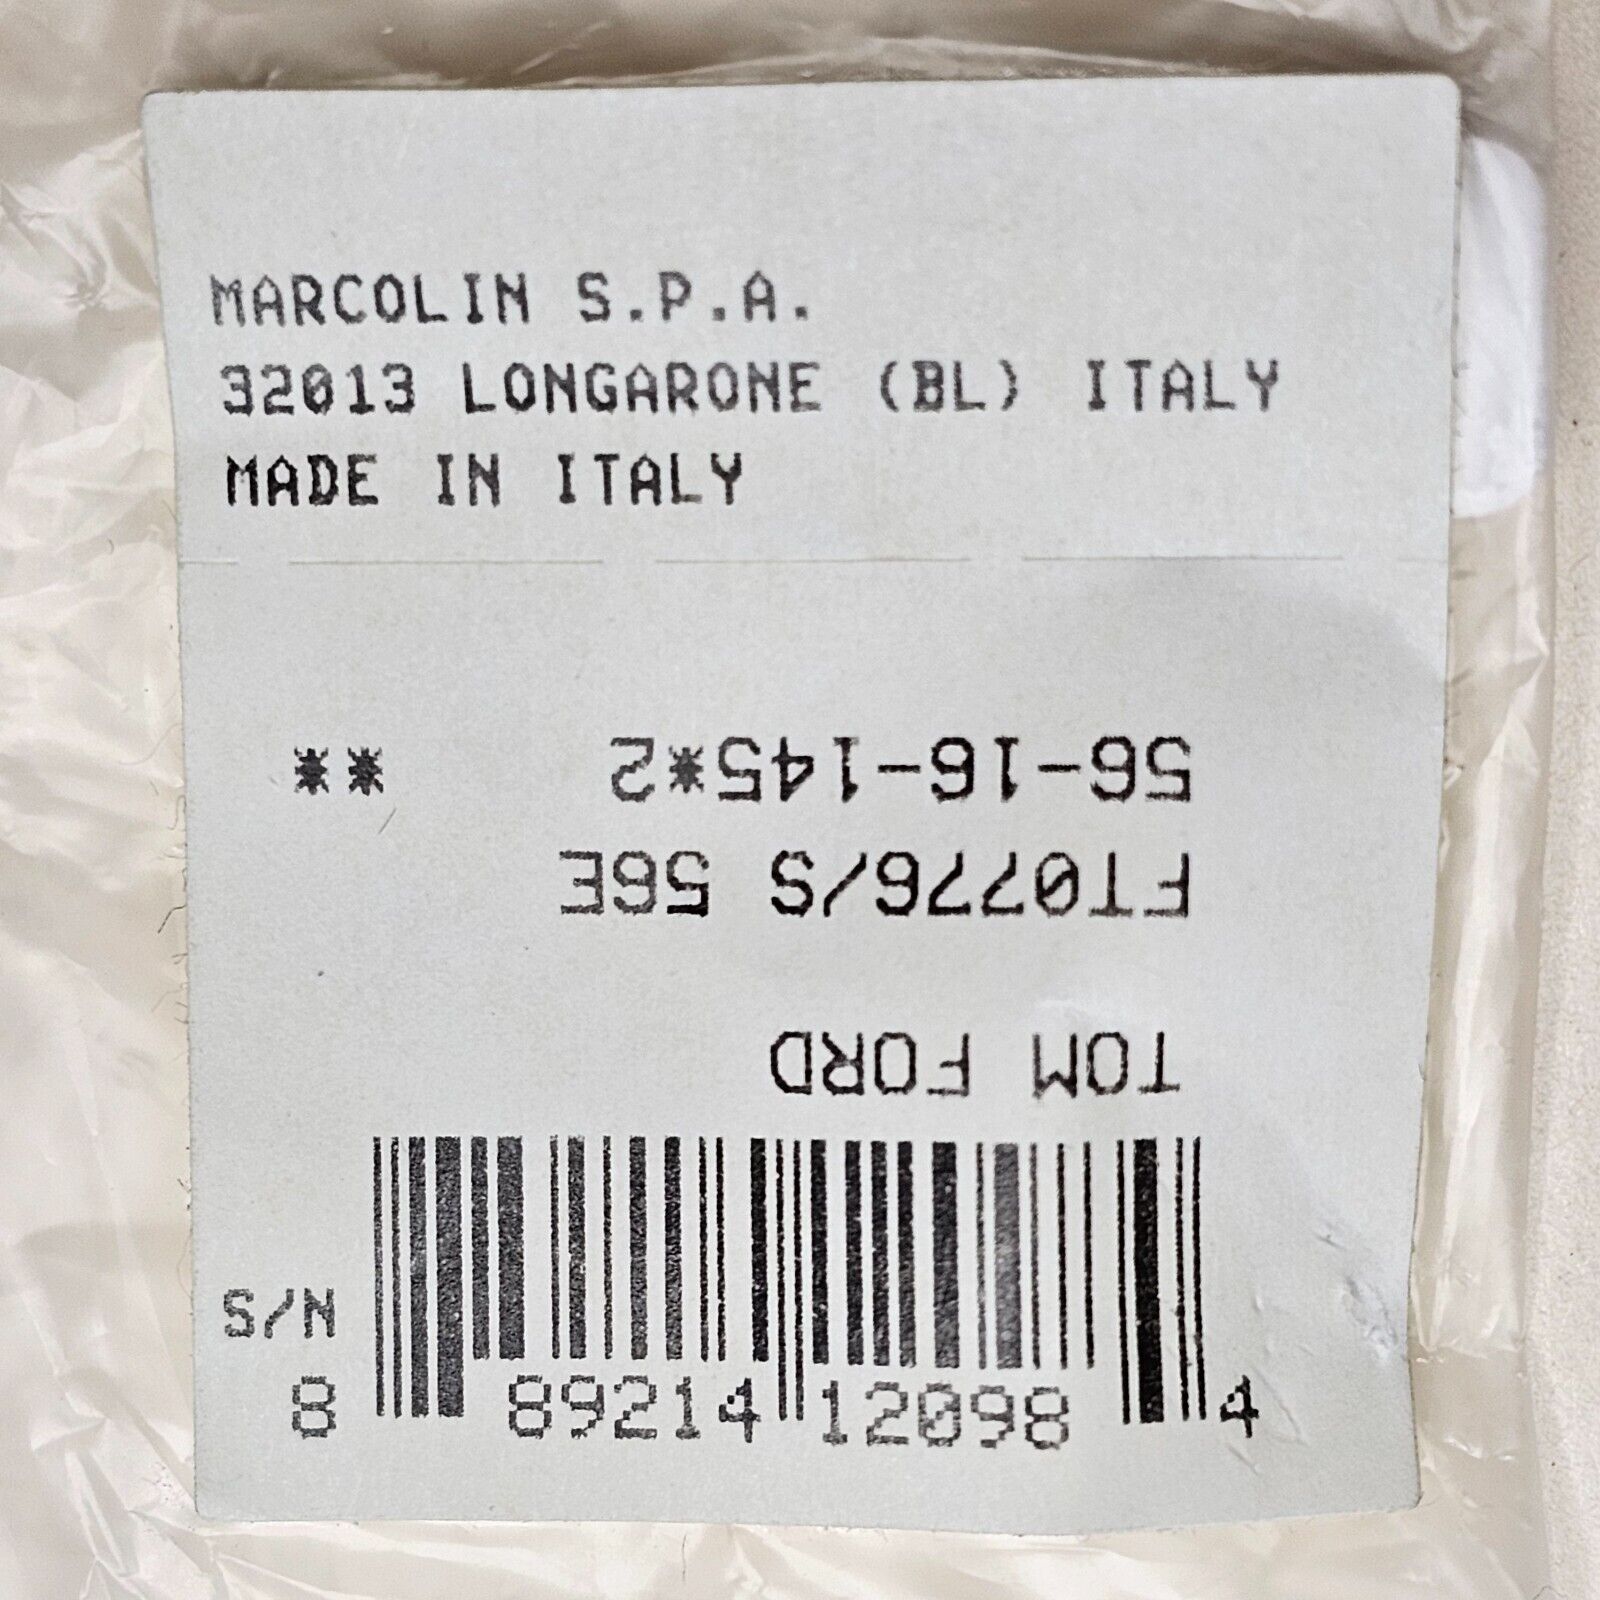 MARCOLIN S.P.A.
32013 LONGARONE (BL) ITALY
MADE IN ITALY
TOM FORD
FT0776/S 56E
56-16-145*2 **
S/N
8 89214 12098 4